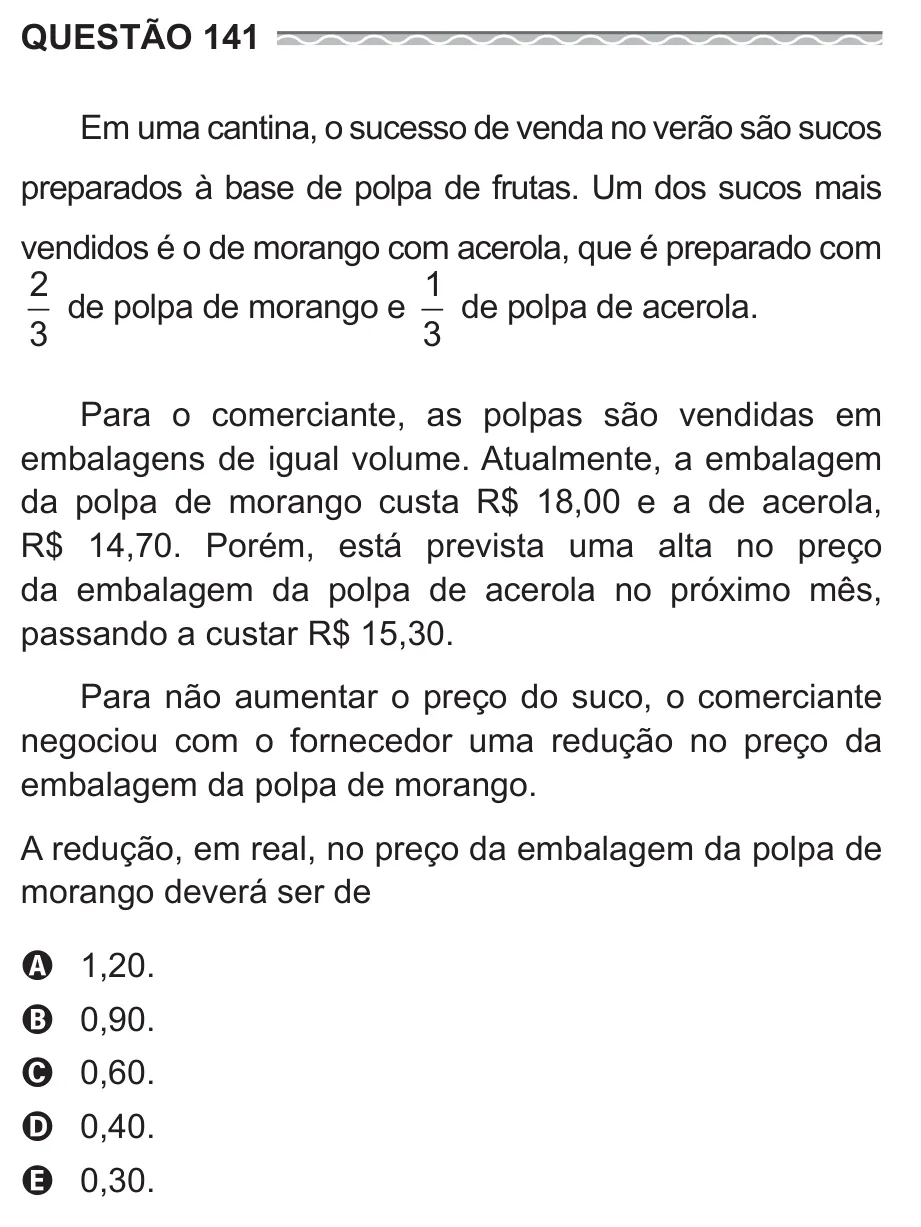 QUESTÃO 141
Em uma cantina, o sucesso de venda no verão são sucos
preparados à base de polpa de frutas. Um dos sucos mais
vendidos é o de morango com acerola, que é preparado com
2/3 de polpa de morango e 1/3 de polpa de acerola.
Para o comerciante, as polpas são vendidas em
embalagens de igual volume. Atualmente, a embalagem
da polpa de morango custa R$ 18,00 e a de acerola,
R$ 14,70. Porém, está prevista uma alta no preço
da embalagem da polpa de acerola no próximo mês,
passando a custar R$ 15,30.
Para não aumentar o preço do suco, o comerciante
negociou com o fornecedor uma redução no preço da
embalagem da polpa de morango.
A redução, em real, no preço da embalagem da polpa de
morango deverá ser de
A 1,20.
B 0,90.
C 0,60.
D 0,40.
E 0,30.